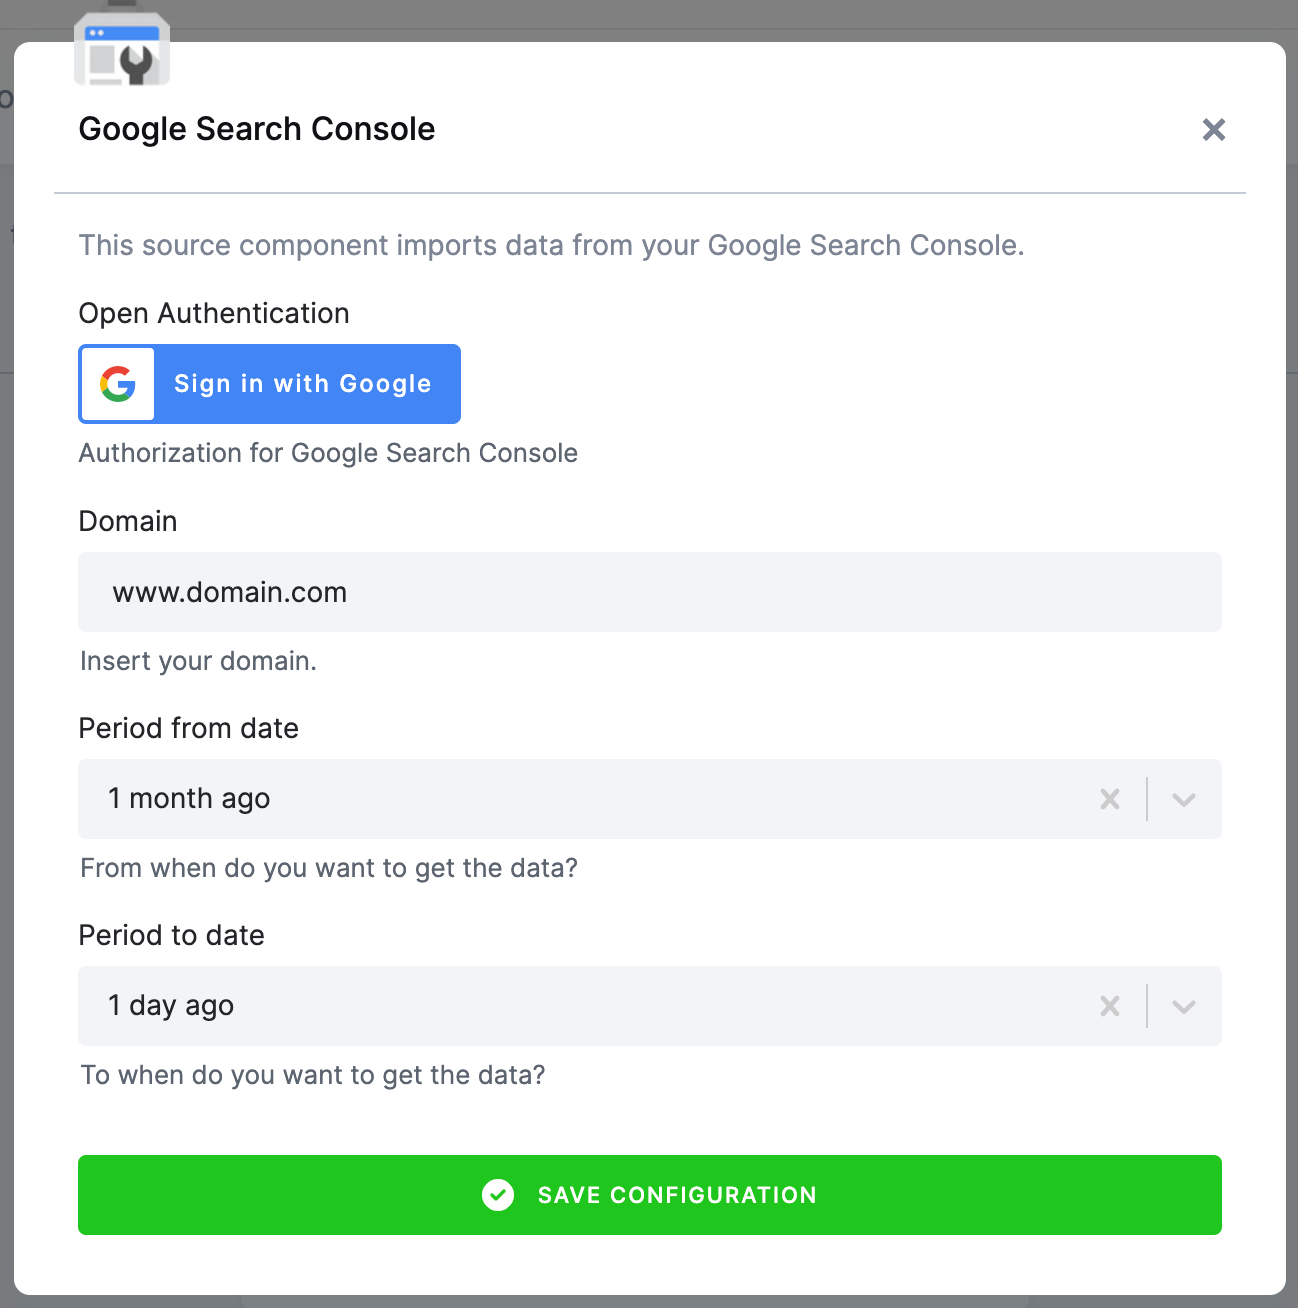 Google Search Console
This source component imports data from your Google Search Console.
Open Authentication
Sign in with Google
Authorization for Google Search Console
Domain
www.domain.com
Insert your domain.
Period from date
1 month ago
From when do you want to get the data?
Period to date
1 day ago
To when do you want to get the data?
SAVE CONFIGURATION